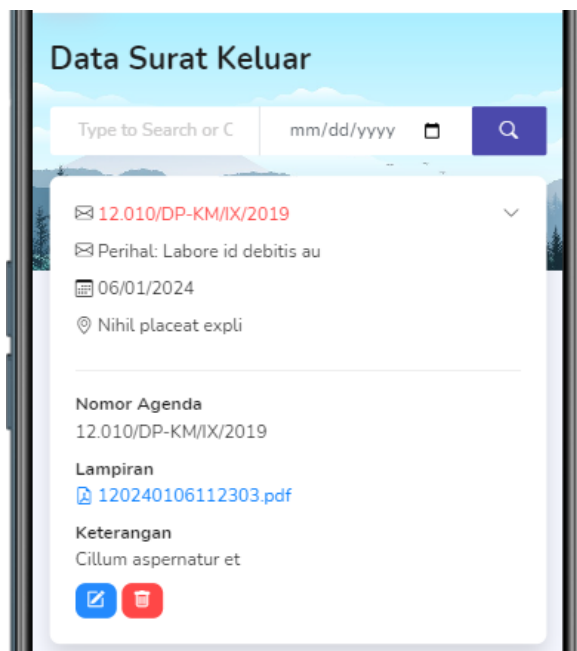 Data Surat Keluar
Type to Search or C
mm/dd/yyyy
12.010/DP-KM/IX/2019
Perihal: Labore id debitis au
06/01/2024
Nihil placeat expli
Nomor Agenda
12.010/DP-KM/IX/2019
Lampiran
120240106112303.pdf
Keterangan
Cillum aspernatur et